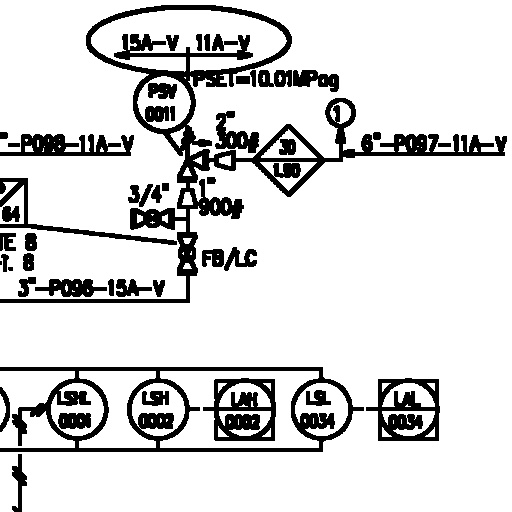 15A-V 11A-V
PSET=10.01MPag
PSV
0011
2"
300#
1
30
1.90
"-P098-11A-V
6"-P097-11A-V
3/4"
1"
900#
64
TE 8
T. 8
FB/LC
3"-P096-15A-V
LSHL
LSH
0002
LAH
0002
LSL
0034
LAL
0034